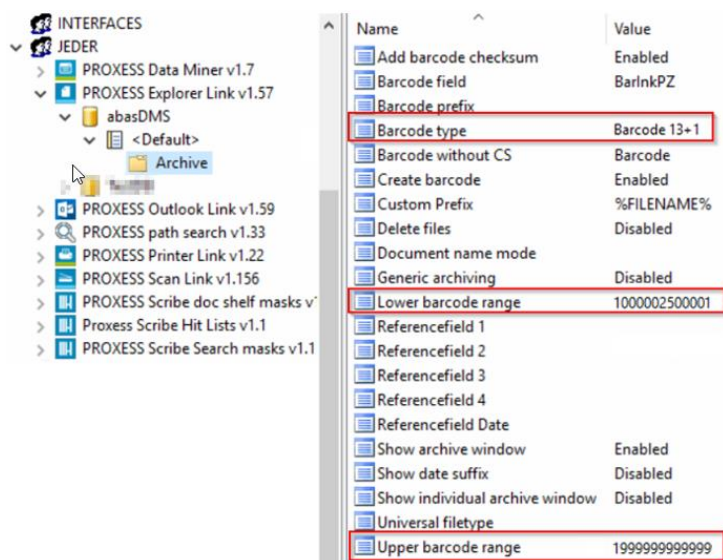 INTERFACES
JEDER
PROXESS Data Miner v1.7
PROXESS Explorer Link v1.57
abasDMS
<Default>
Archive
PROXESS Outlook Link v1.59
PROXESS path search v1.33
PROXESS Printer Link v1.22
PROXESS Scan Link v1.156
PROXESS Scribe doc shelf masks v
Proxess Scribe Hit Lists v1.1
PROXESS Scribe Search masks v1.1
Name Value
Add barcode checksum Enabled
Barcode field BarInkPZ
Barcode prefix
Barcode type Barcode 13+1
Barcode without CS Barcode
Create barcode Enabled
Custom Prefix %FILENAME%
Delete files Disabled
Document name mode
Generic archiving Disabled
Lower barcode range 1000002500001
Referencefield 1
Referencefield 2
Referencefield 3
Referencefield 4
Referencefield Date
Show archive window Enabled
Show date suffix Disabled
Show individual archive window Disabled
Universal filetype
Upper barcode range 1999999999999